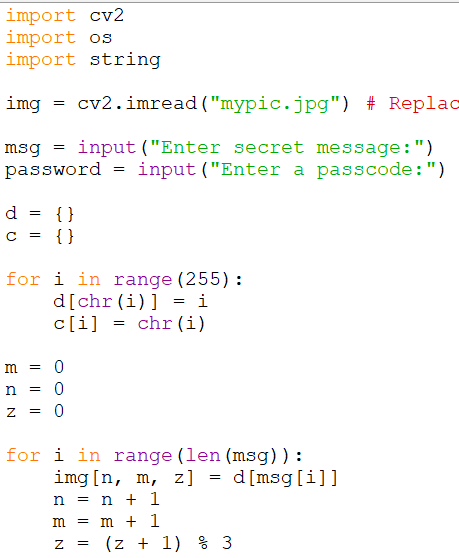 import cv2
import os
import string
img = cv2.imread("mypic.jpg") # Replac
msg = input("Enter secret message:")
password = input("Enter a passcode:")
d = {}
c = {}
for i in range(255):
    d[chr(i)] = i
    c[i] = chr(i)
m = 0
n = 0
z = 0
for i in range(len(msg)):
    img[n, m, z] = d[msg[i]]
    n = n + 1
    m = m + 1
    z = (z + 1) % 3